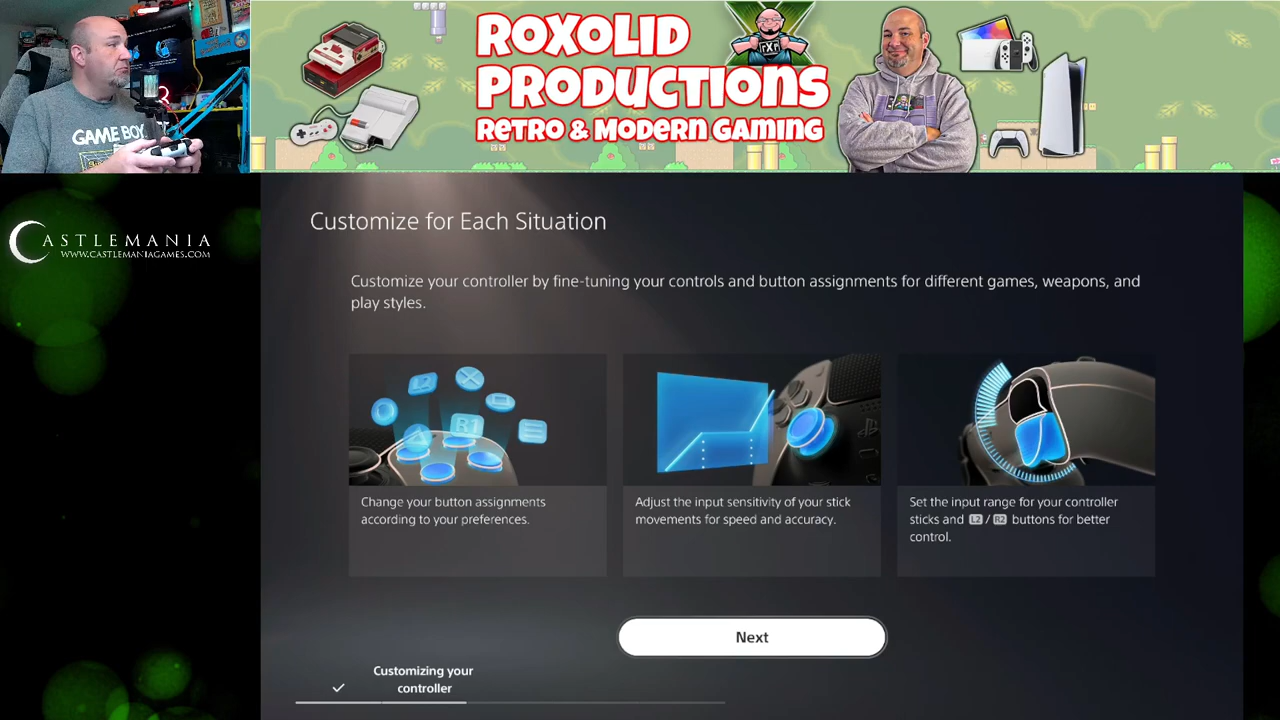 ROXOLID
PRODUCTIONS
RETRO & MODERN GAMING
rXp
GAME BOY
CASTLEMANIA
WWW.CASTLEMANIAGAMES.COM
Customize for Each Situation
Customize your controller by fine-tuning your controls and button assignments for different games, weapons, and
play styles.
R1
Change your button assignments
according to your preferences.
Adjust the input sensitivity of your stick
movements for speed and accuracy.
Set the input range for your controller
sticks and L2 / R2 buttons for better
control.
Next
Customizing your
controller